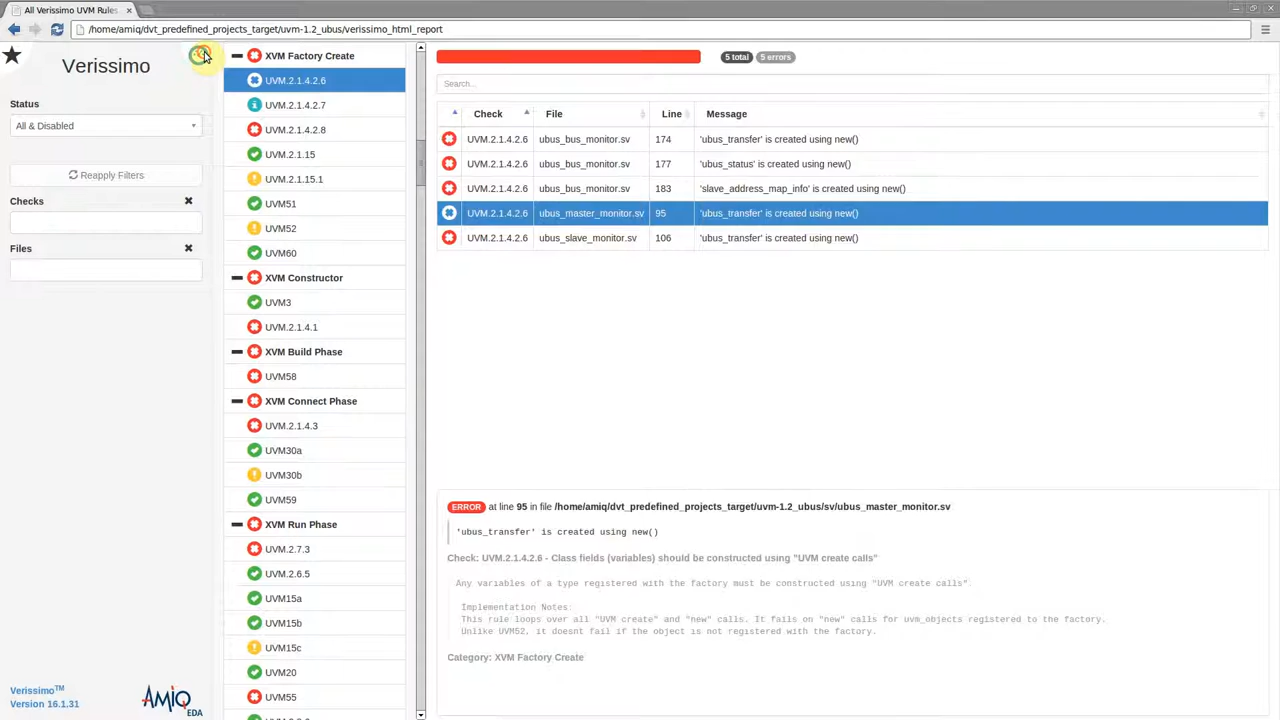 All Verissimo UVM Rules
/home/amiq/dvt_predefined_projects_target/uvm-1.2_ubus/verissimo_html_report
Verissimo
Status
All & Disabled
Reapply Filters
Checks
Files
Verissimo™
Version 16.1.31
AMIQ
EDA
XVM Factory Create
UVM.2.1.4.2.6
UVM.2.1.4.2.7
UVM.2.1.4.2.8
UVM.2.1.15
UVM.2.1.15.1
UVM51
UVM52
UVM60
XVM Constructor
UVM3
UVM.2.1.4.1
XVM Build Phase
UVM58
XVM Connect Phase
UVM.2.1.4.3
UVM30a
UVM30b
UVM59
XVM Run Phase
UVM.2.7.3
UVM.2.6.5
UVM15a
UVM15b
UVM15c
UVM20
UVM55
5 total 5 errors
Search...
Check File Line Message
UVM.2.1.4.2.6 ubus_bus_monitor.sv 174 'ubus_transfer' is created using new()
UVM.2.1.4.2.6 ubus_bus_monitor.sv 177 'ubus_status' is created using new()
UVM.2.1.4.2.6 ubus_bus_monitor.sv 183 'slave_address_map_info' is created using new()
UVM.2.1.4.2.6 ubus_master_monitor.sv 95 'ubus_transfer' is created using new()
UVM.2.1.4.2.6 ubus_slave_monitor.sv 106 'ubus_transfer' is created using new()
ERROR at line 95 in file /home/amiq/dvt_predefined_projects_target/uvm-1.2_ubus/sv/ubus_master_monitor.sv
'ubus_transfer' is created using new()
Check: UVM.2.1.4.2.6 - Class fields (variables) should be constructed using "UVM create calls"
Any variables of a type registered with the factory must be constructed using "UVM create calls".
Implementation Notes:
This rule loops over all "UVM create" and "new" calls. It fails on "new" calls for uvm_objects registered to the factory.
Unlike UVM52, it doesnt fail if the object is not registered with the factory.
Category: XVM Factory Create